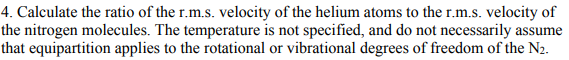 4. Calculate the ratio of the r.m.s. velocity of the helium atoms to the r.m.s. velocity of
the nitrogen molecules. The temperature is not specified, and do not necessarily assume
that equipartition applies to the rotational or vibrational degrees of freedom of the N₂.